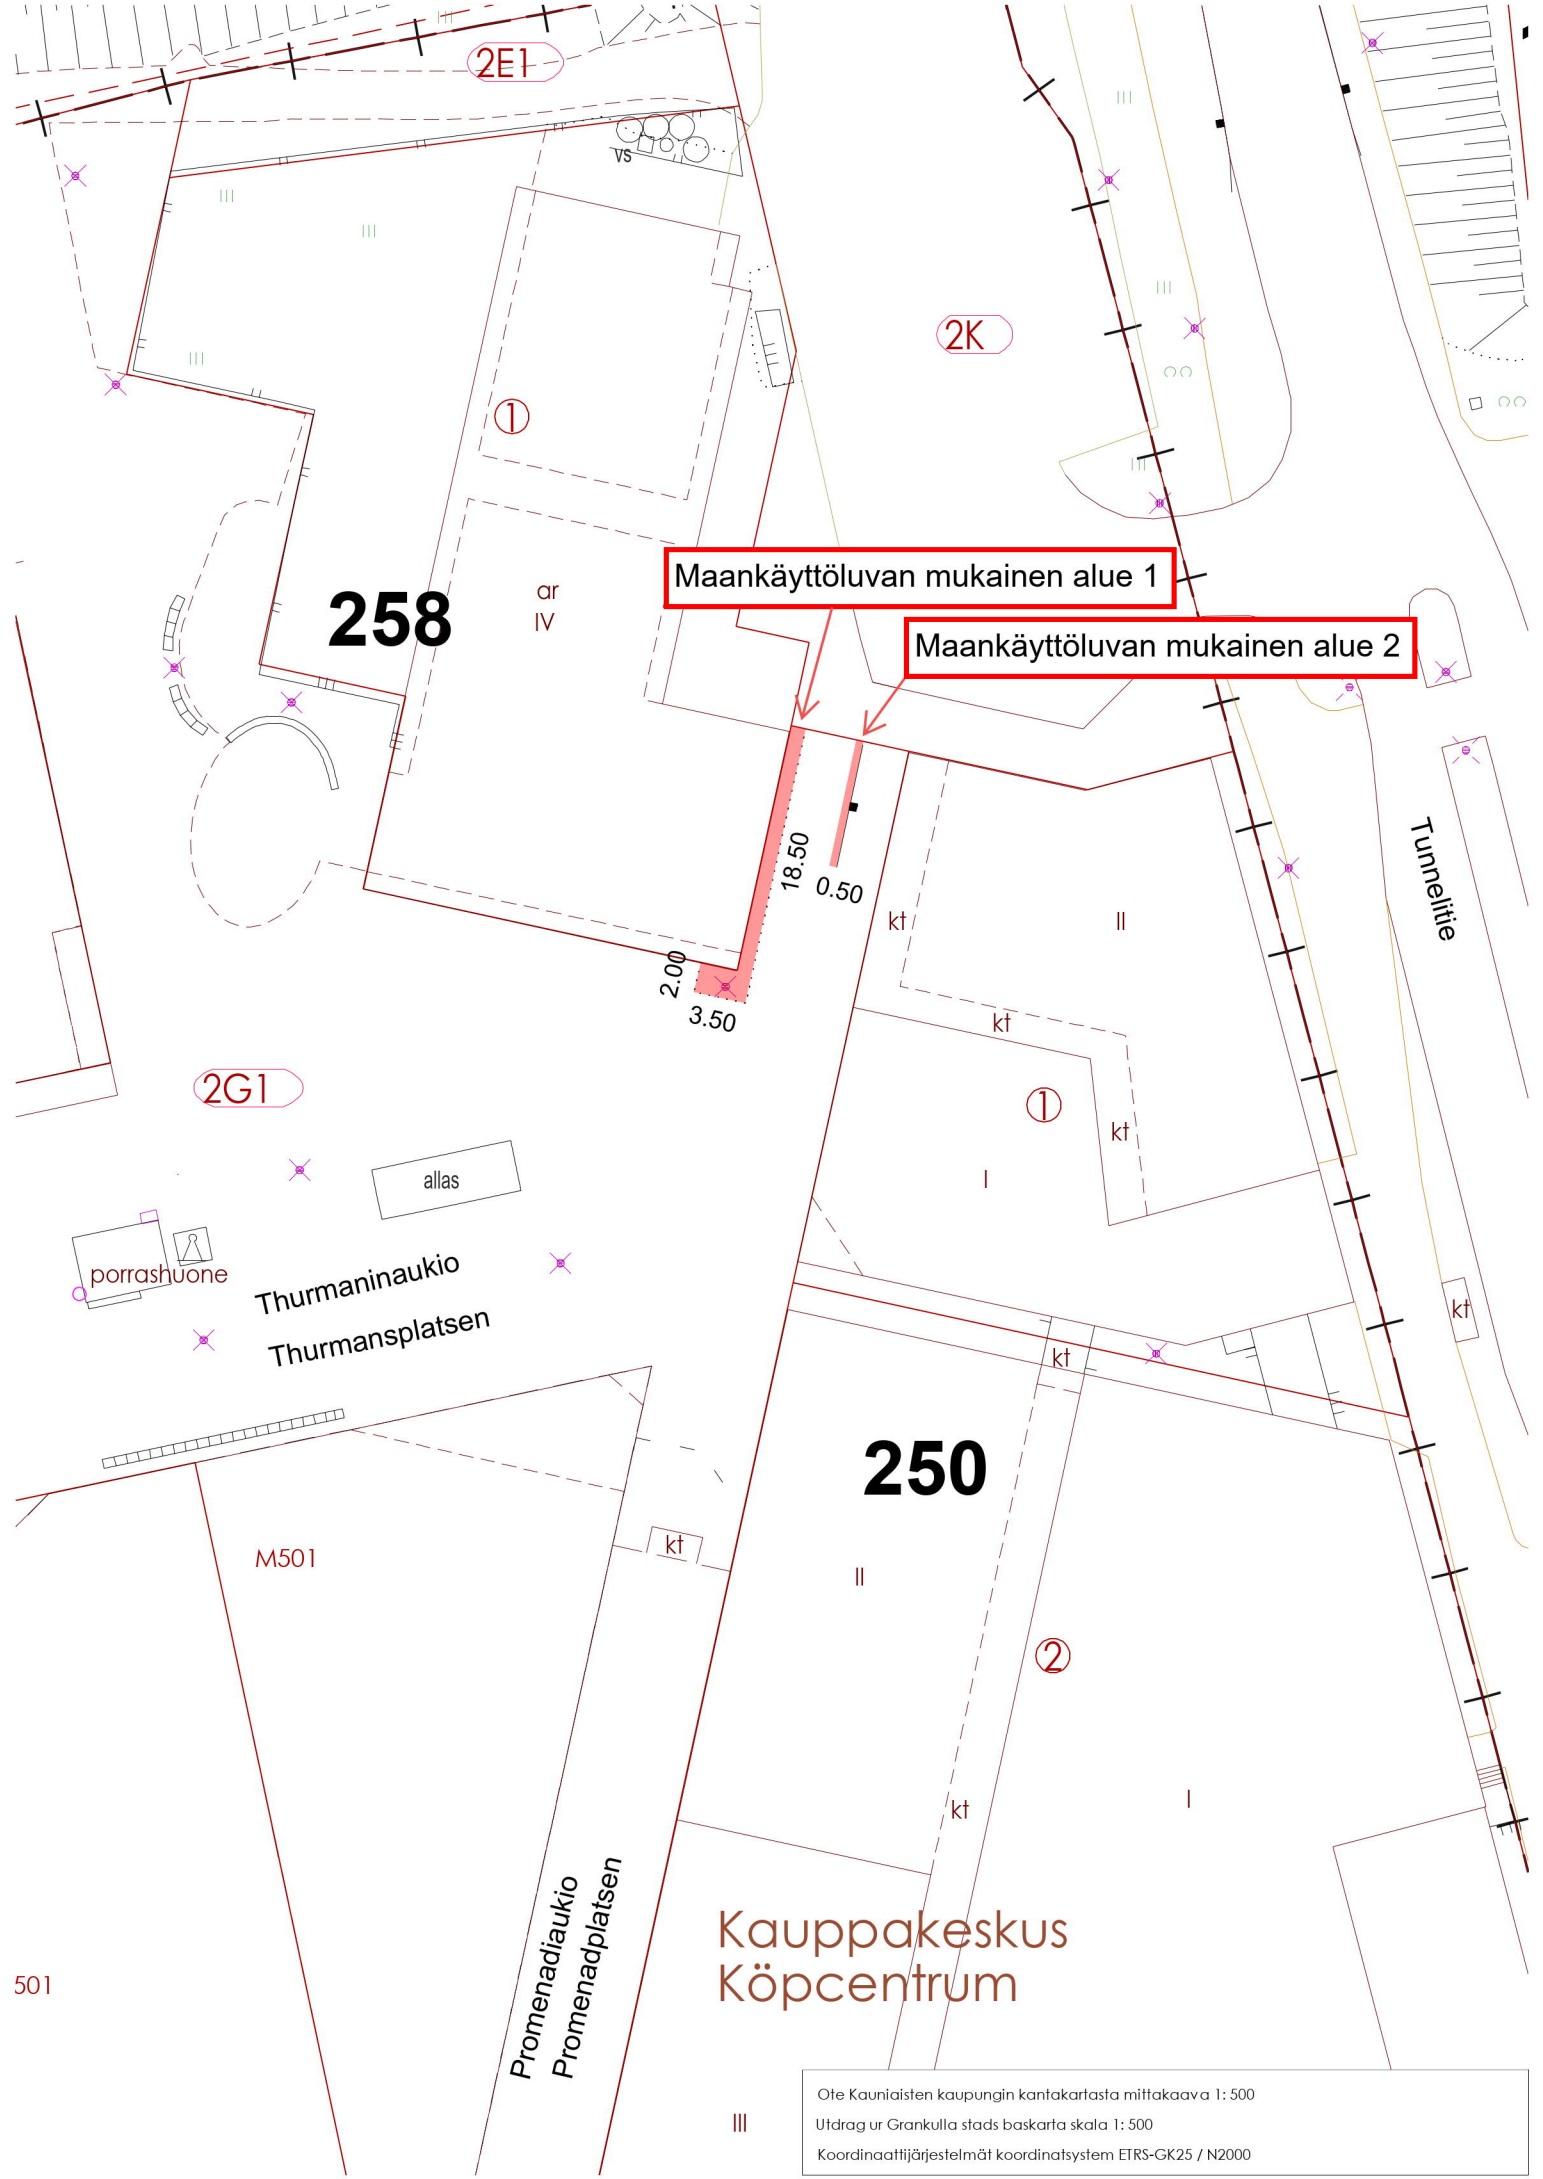 2E1
vs
2K
1
ar
IV
258
Maankäyttöluvan mukainen alue 1
Maankäyttöluvan mukainen alue 2
18.50
0.50
2.00
3.50
kt
II
kt
Tunnelitie
2G1
1
kt
I
allas
porrashuone
Thurmaninaukio
Thurmansplatsen
kt
kt
250
M501
kt
II
2
I
kt
Promenadiaukio
Promenadplatsen
Kauppakeskus
Köpcentrum
501
III
Ote Kauniaisten kaupungin kantakartasta mittakaava 1: 500
Utdrag ur Grankulla stads baskarta skala 1: 500
Koordinaattijärjestelmät koordinatsystem ETRS-GK25 / N2000